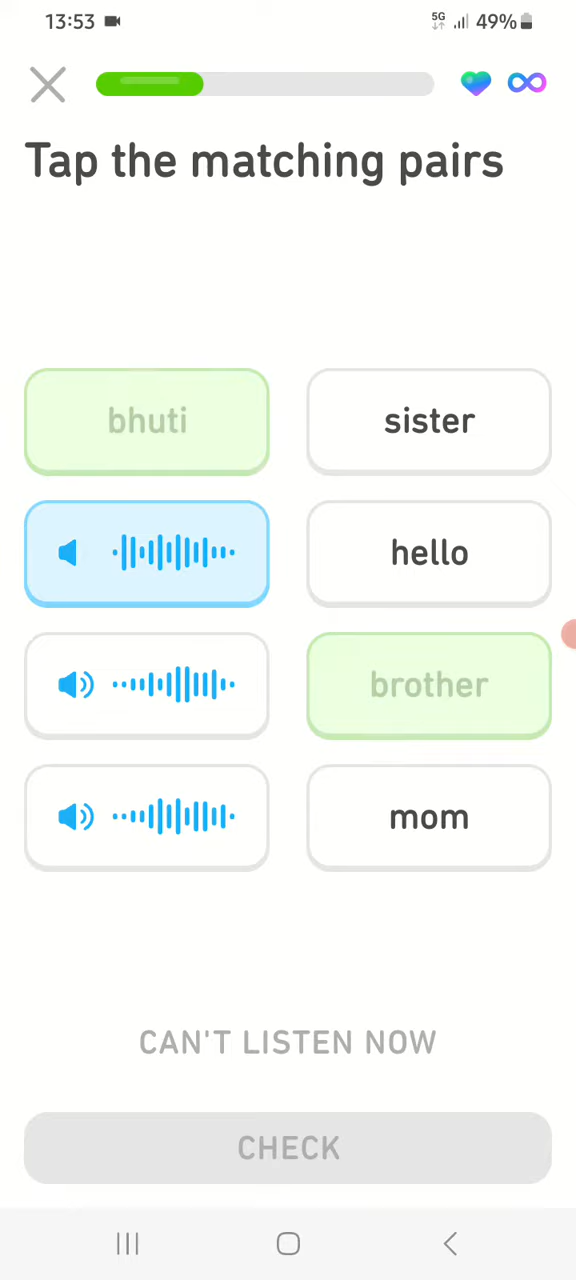 13:53
5G
49%
Tap the matching pairs
bhuti
sister
hello
brother
mom
CAN'T LISTEN NOW
CHECK